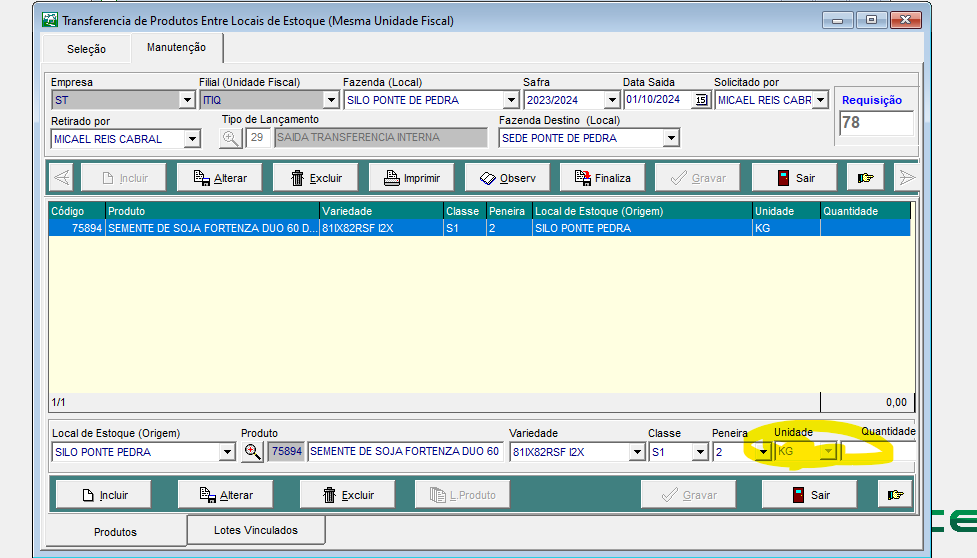 Transferencia de Produtos Entre Locais de Estoque (Mesma Unidade Fiscal)
Seleção Manutenção
Empresa Filial (Unidade Fiscal) Fazenda (Local) Safra Data Saida Solicitado por
ST ITIQ SILO PONTE DE PEDRA 2023/2024 01/10/2024 15 MICAEL REIS CABR Requisição
Retirado por Tipo de Lançamento Fazenda Destino (Local) 78
MICAEL REIS CABRAL 29 SAIDA TRANSFERENCIA INTERNA SEDE PONTE DE PEDRA
Incluir Alterar Excluir Imprimir Observ Finaliza Gravar Sair
Código Produto Variedade Classe Peneira Local de Estoque (Origem) Unidade Quantidade
75894 SEMENTE DE SOJA FORTENZA DUO 60 D... 81IX82RSF I2X S1 2 SILO PONTE DE PEDRA KG
1/1 0,00
Local de Estoque (Origem) Produto Variedade Classe Peneira Unidade Quantidade
SILO PONTE DE PEDRA 75894 SEMENTE DE SOJA FORTENZA DUO 60 81IX82RSF I2X S1 2 KG
Incluir Alterar Excluir L.Produto Gravar Sair
Produtos Lotes Vinculados